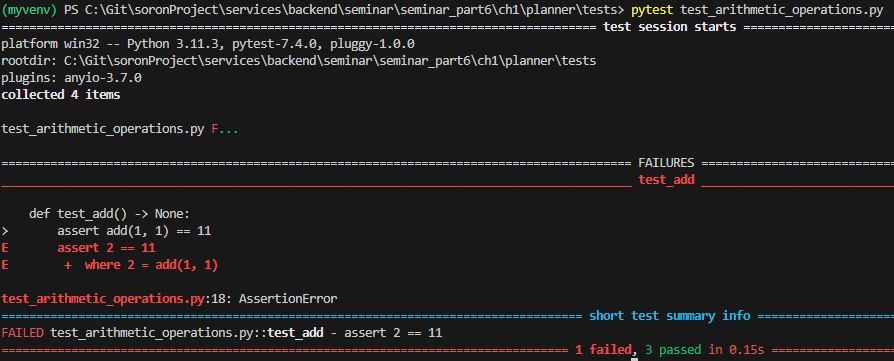 (myvenv) PS C:\Git\soronProject\services\backend\seminar\seminar_part6\ch1\planner\tests> pytest test_arithmetic_operations.py
=================================================================================== test session starts ======================
platform win32 -- Python 3.11.3, pytest-7.4.0, pluggy-1.0.0
rootdir: C:\Git\soronProject\services\backend\seminar\seminar_part6\ch1\planner\tests
plugins: anyio-3.7.0
collected 4 items
test_arithmetic_operations.py F...
========================================================================================= FAILURES ============================
_________________________________________________________________________________________ test_add ____________________________
    def test_add() -> None:
>       assert add(1, 1) == 11
E       assert 2 == 11
E        +  where 2 = add(1, 1)
test_arithmetic_operations.py:18: AssertionError
================================================================================== short test summary info ====================
FAILED test_arithmetic_operations.py::test_add - assert 2 == 11
================================================================================ 1 failed, 3 passed in 0.15s ==================